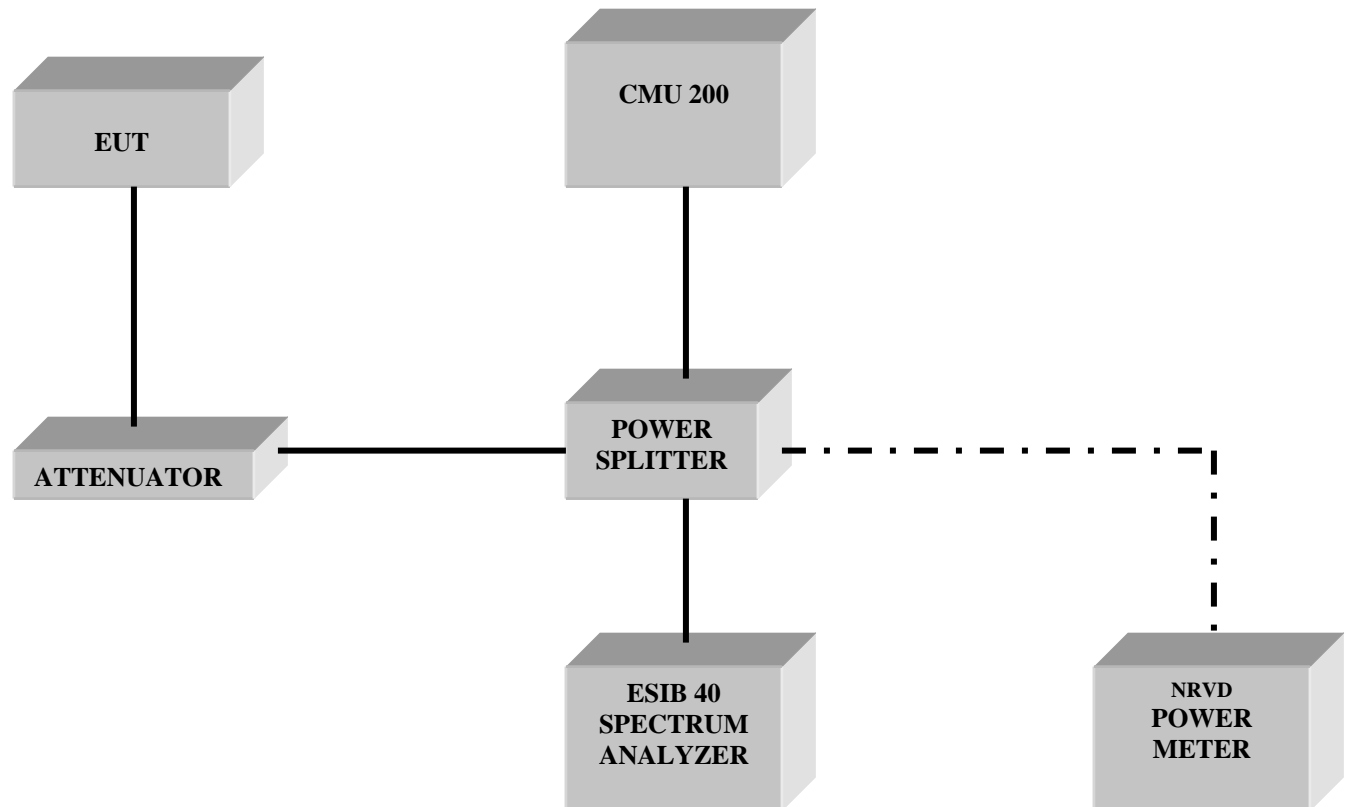 CMU 200
EUT
POWER
SPLITTER
ATTENUATOR
ESIB 40
SPECTRUM
ANALYZER
NRVD
POWER
METER